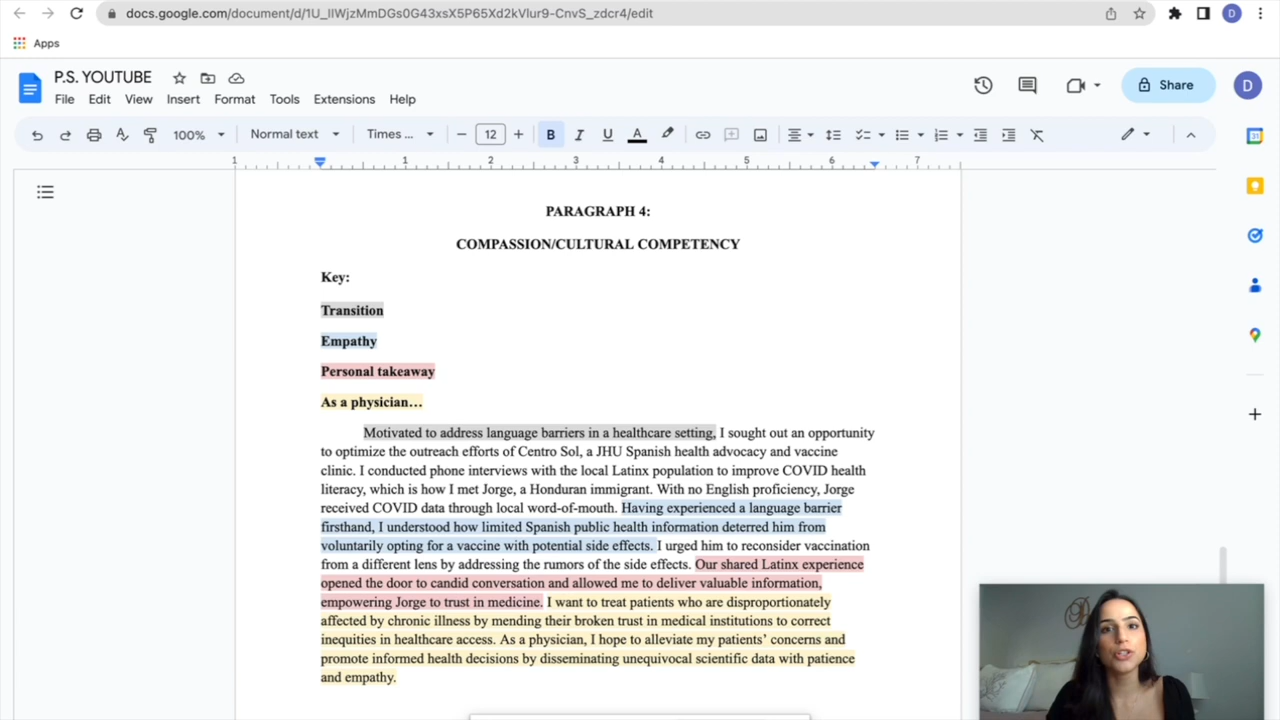 docs.google.com/document/d/1U_lIWjzMmDGs0G43xsX5P65Xd2kVlur9-CnvS_zdcr4/edit
D
Apps
P.S. YOUTUBE
File Edit View Insert Format Tools Extensions Help
Share
D
100% Normal text Times ... 12 B I U A
1 1 2 3 4 5 6 7
PARAGRAPH 4:
COMPASSION/CULTURAL COMPETENCY
Key:
Transition
Empathy
Personal takeaway
As a physician…
Motivated to address language barriers in a healthcare setting, I sought out an opportunity
to optimize the outreach efforts of Centro Sol, a JHU Spanish health advocacy and vaccine
clinic. I conducted phone interviews with the local Latinx population to improve COVID health
literacy, which is how I met Jorge, a Honduran immigrant. With no English proficiency, Jorge
received COVID data through local word-of-mouth. Having experienced a language barrier
firsthand, I understood how limited Spanish public health information deterred him from
voluntarily opting for a vaccine with potential side effects. I urged him to reconsider vaccination
from a different lens by addressing the rumors of the side effects. Our shared Latinx experience
opened the door to candid conversation and allowed me to deliver valuable information,
empowering Jorge to trust in medicine. I want to treat patients who are disproportionately
affected by chronic illness by mending their broken trust in medical institutions to correct
inequities in healthcare access. As a physician, I hope to alleviate my patients’ concerns and
promote informed health decisions by disseminating unequivocal scientific data with patience
and empathy.